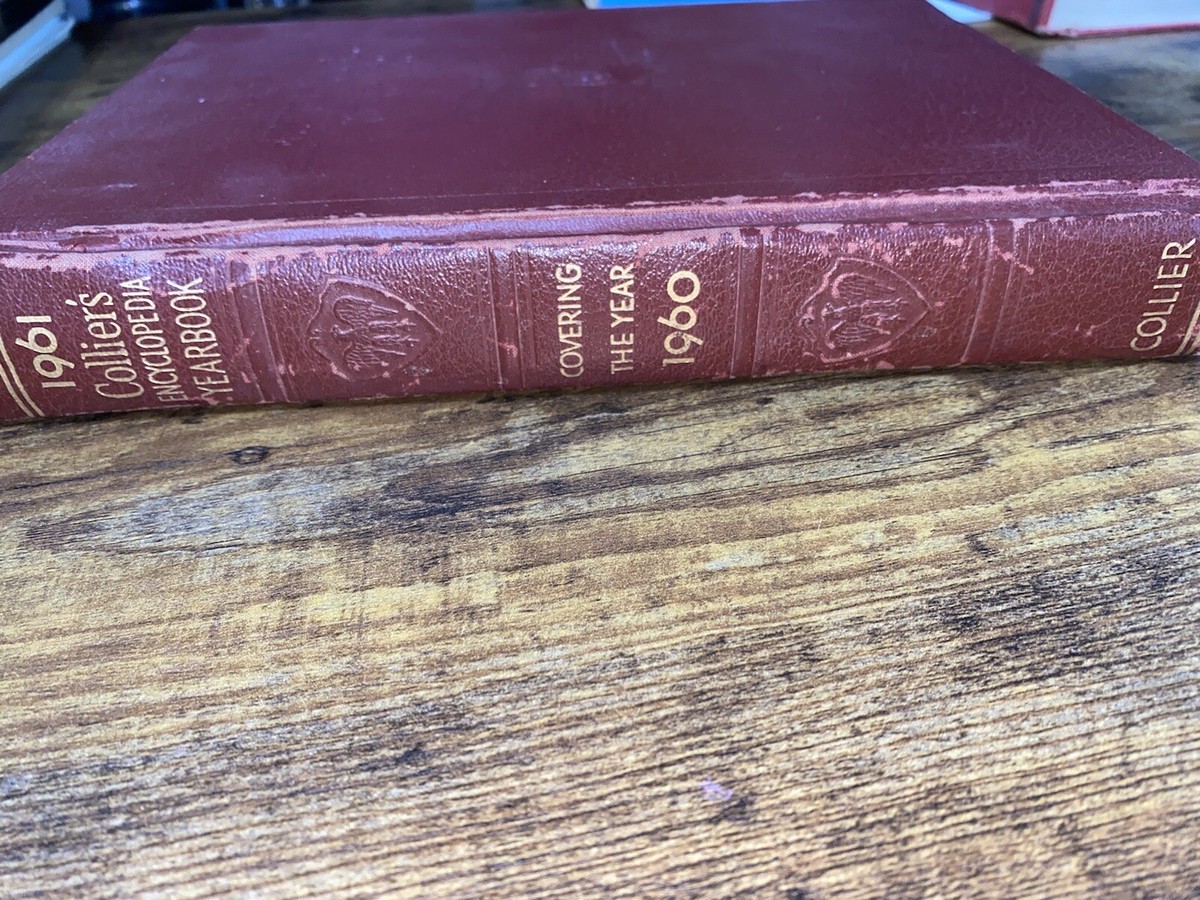 1961
Collier's
ENCYCLOPEDIA
YEARBOOK
COVERING
THE YEAR
1960
COLLIER